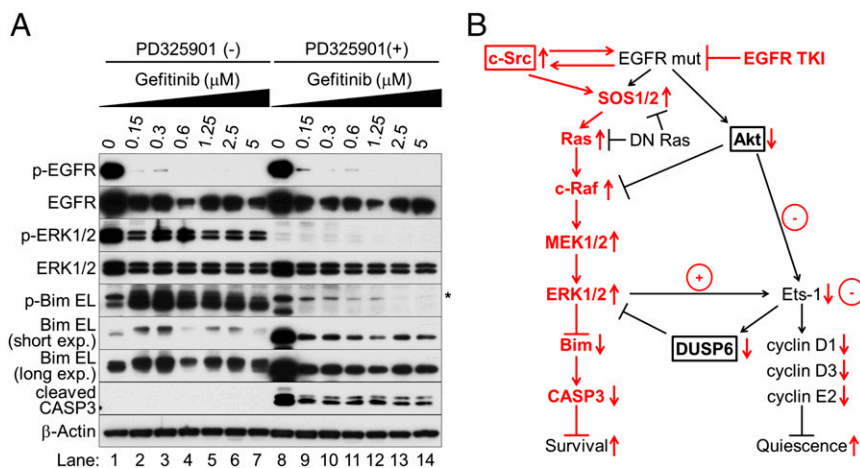 A
PD325901 (-) PD325901(+)
Gefitinib (μM) Gefitinib (μM)
0 0.15 0.3 0.6 1.25 2.5 5 0 0.15 0.3 0.6 1.25 2.5 5
p-EGFR
EGFR
p-ERK1/2
ERK1/2
p-Bim EL *
Bim EL
(short exp.)
Bim EL
(long exp.)
cleaved
CASP3
β-Actin
Lane: 1 2 3 4 5 6 7 8 9 10 11 12 13 14
B
c-Src EGFR mut EGFR TKI
SOS1/2
Ras DN Ras Akt
c-Raf
-
MEK1/2
+
ERK1/2 Ets-1 -
Bim DUSP6 cyclin D1
cyclin D3
CASP3 cyclin E2
Survival Quiescence